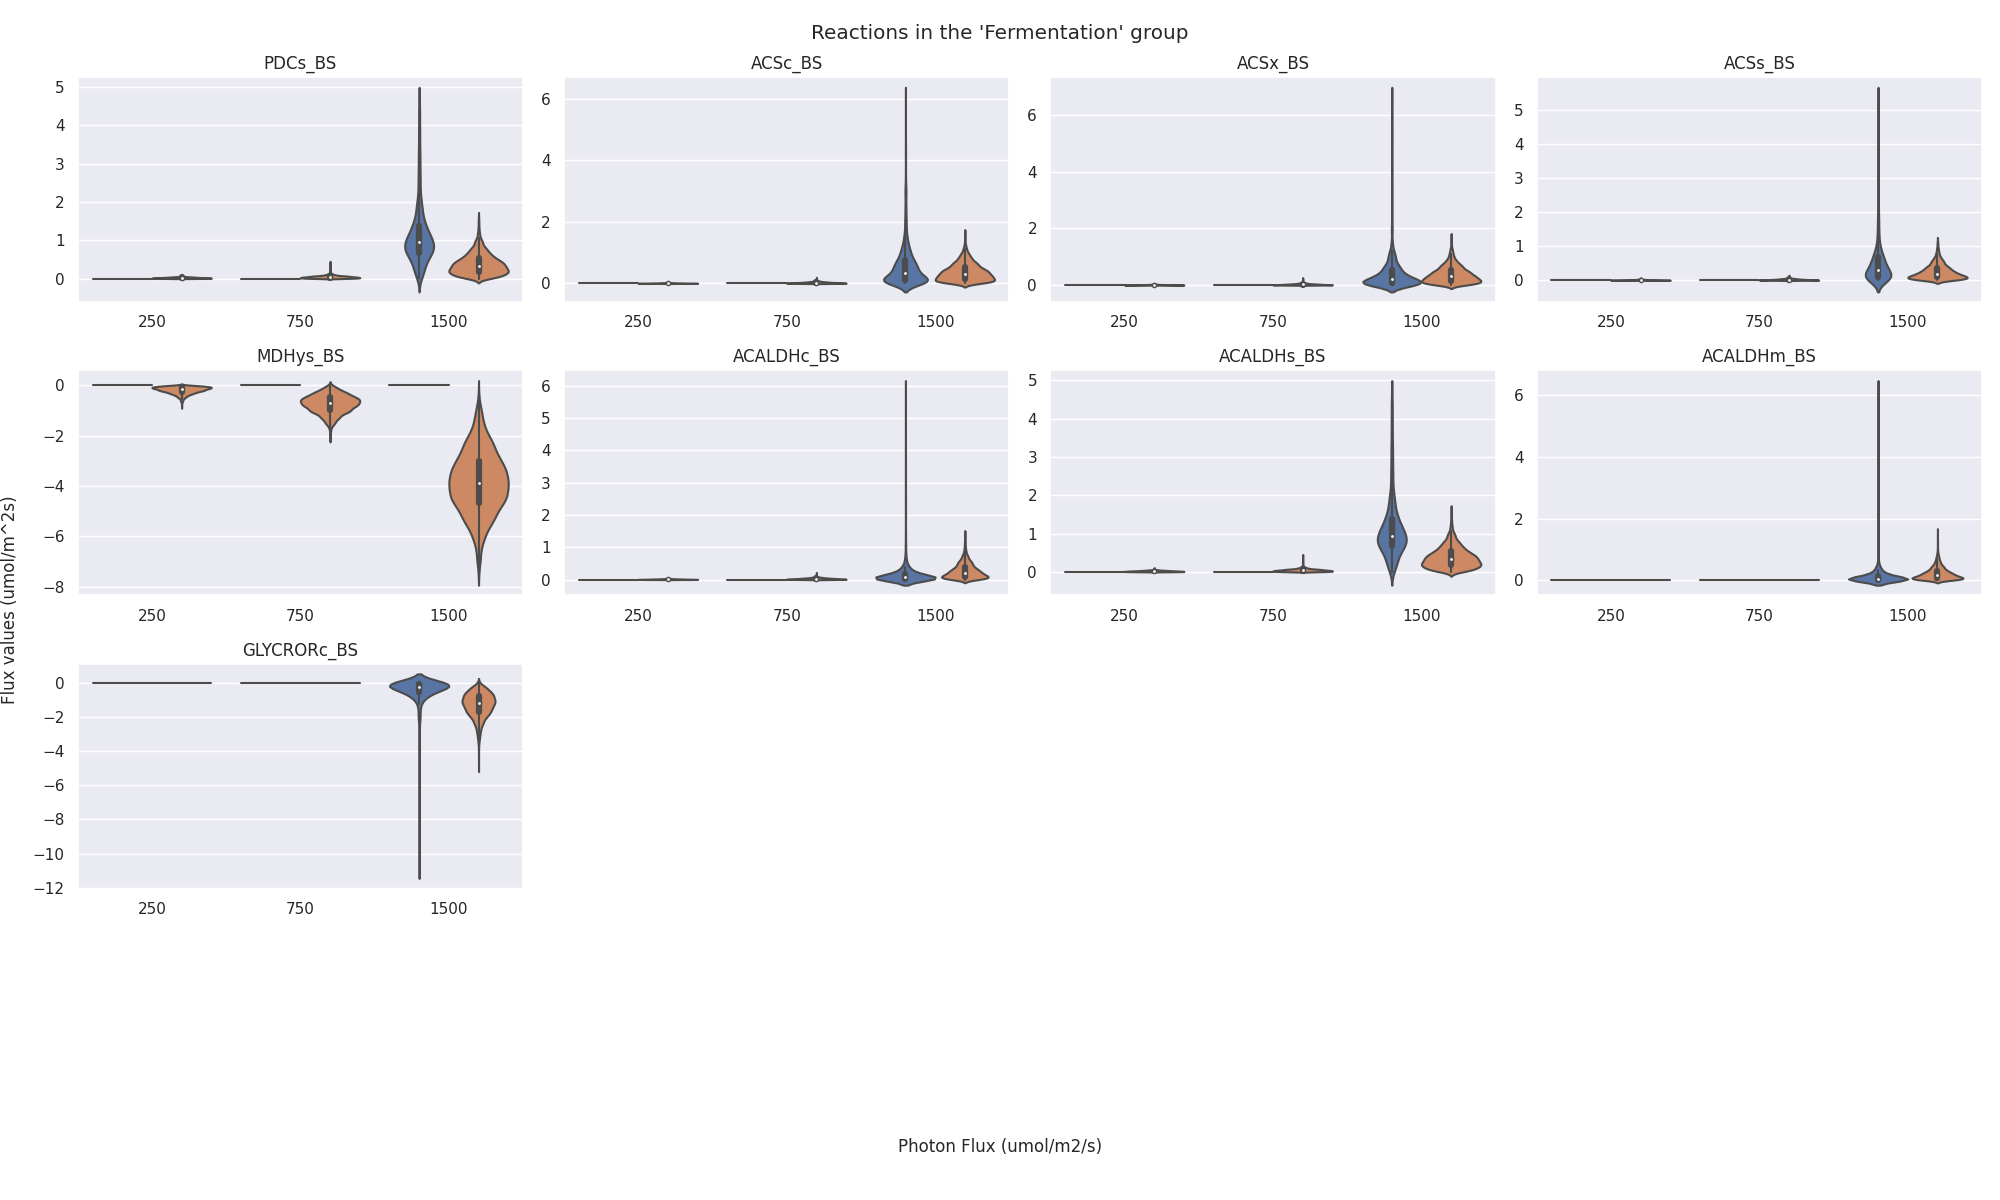 Reactions in the 'Fermentation' group
PDCs_BS
ACSc_BS
ACSx_BS
ACSs_BS
5
4
3
2
1
0
6
4
2
0
6
4
2
0
5
4
3
2
1
0
250 750 1500
250 750 1500
250 750 1500
250 750 1500
MDHys_BS
ACALDHc_BS
ACALDHs_BS
ACALDHm_BS
0
−2
−4
−6
−8
6
5
4
3
2
1
0
5
4
3
2
1
0
6
4
2
0
250 750 1500
250 750 1500
250 750 1500
250 750 1500
GLYCRORc_BS
0
−2
−4
−6
−8
−10
−12
250 750 1500
Flux values (umol/m^2s)
Photon Flux (umol/m2/s)